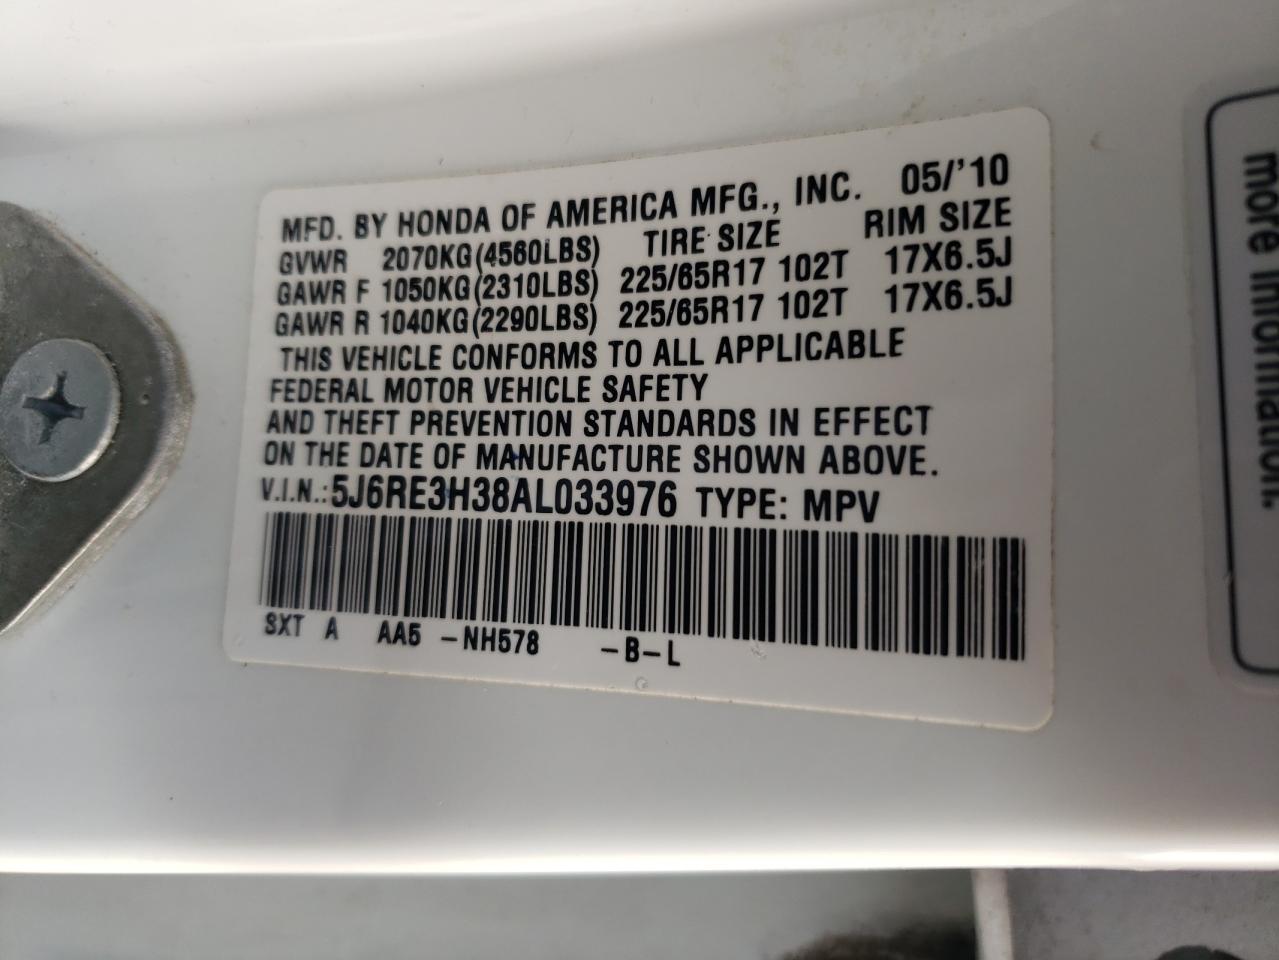 MFD. BY HONDA OF AMERICA MFG., INC. 05/'10
GVWR 2070KG(4560LBS) TIRE SIZE RIM SIZE
GAWR F 1050KG(2310LBS) 225/65R17 102T 17X6.5J
GAWR R 1040KG(2290LBS) 225/65R17 102T 17X6.5J
THIS VEHICLE CONFORMS TO ALL APPLICABLE
FEDERAL MOTOR VEHICLE SAFETY
AND THEFT PREVENTION STANDARDS IN EFFECT
ON THE DATE OF MANUFACTURE SHOWN ABOVE.
V.I.N.: 5J6RE3H38AL033976 TYPE: MPV
SXT A AA5 -NH578 -B-L
more information.